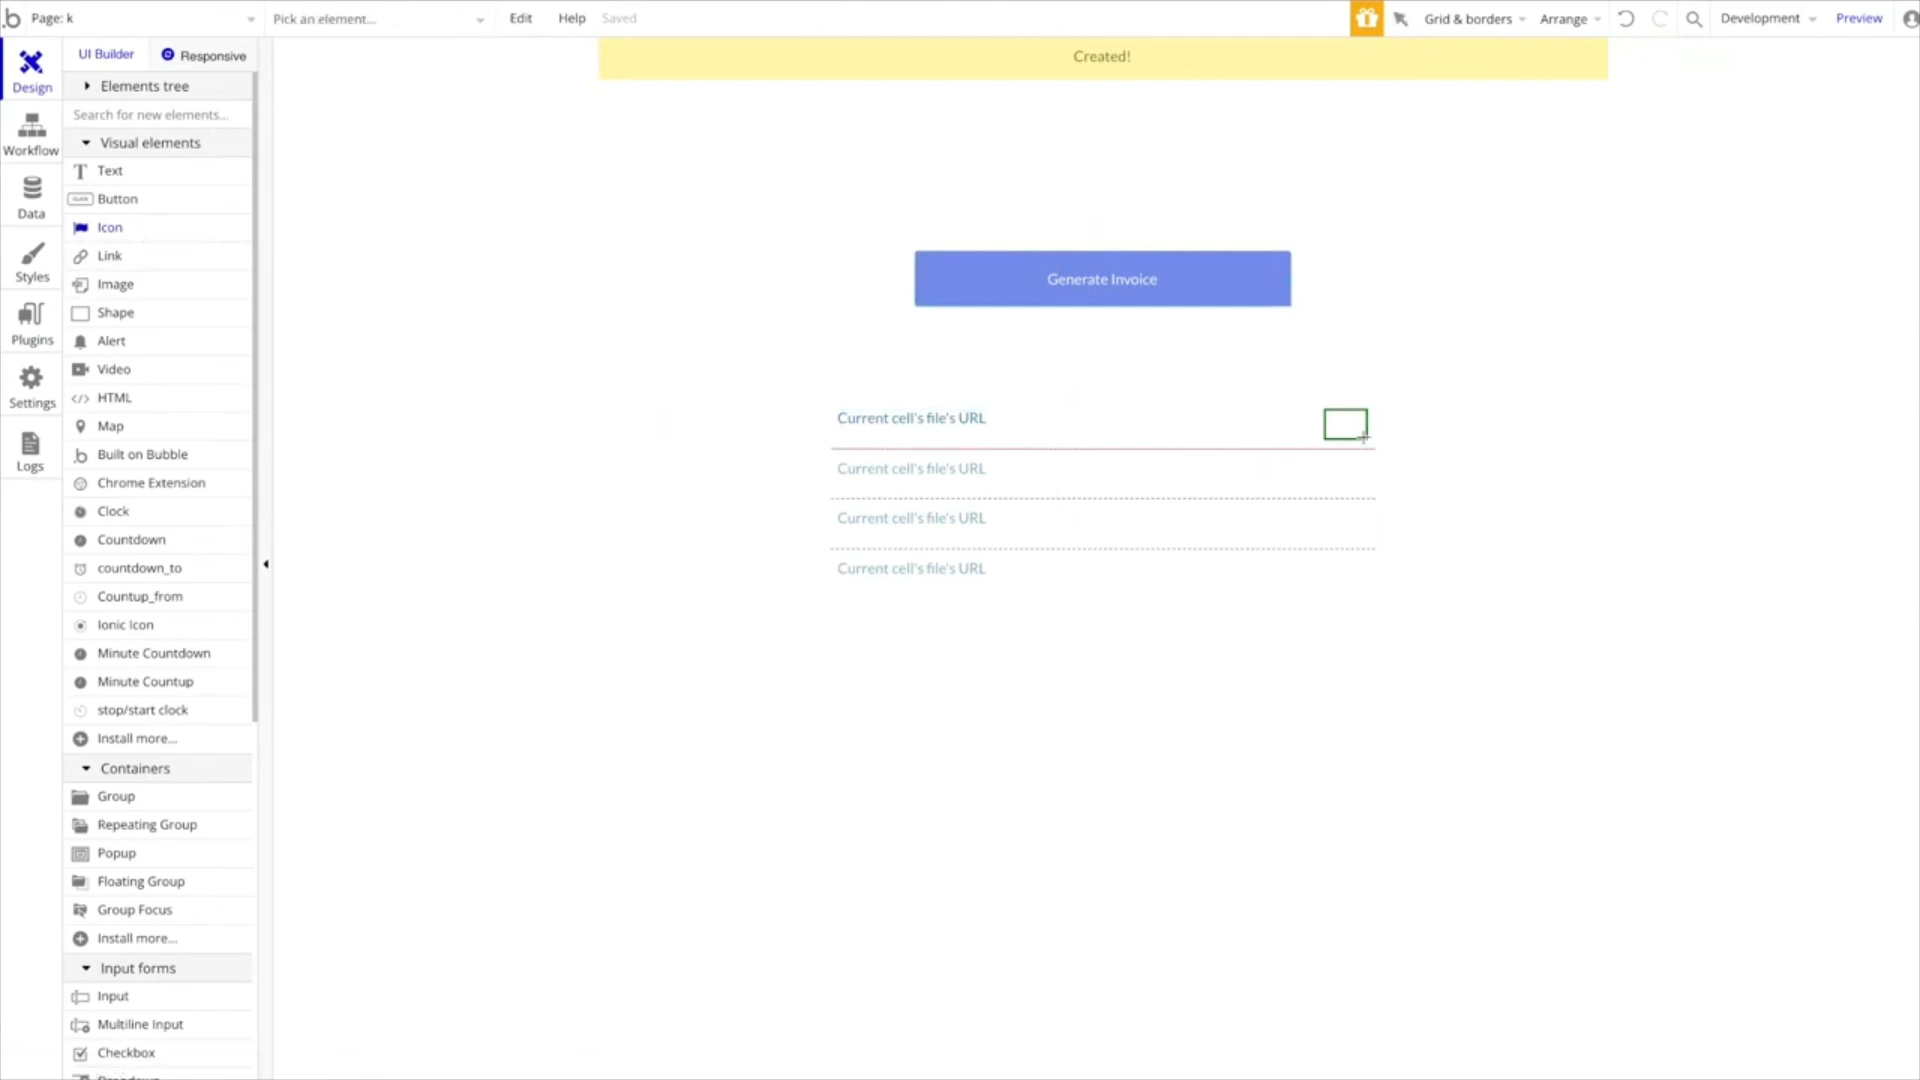 Page: k
Pick an element...
Edit
Help
Saved
Grid & borders
Arrange
Development
Preview
Design
Workflow
Data
Styles
Plugins
Settings
Logs
UI Builder
Responsive
Elements tree
Search for new elements...
Visual elements
Text
Button
Icon
Link
Image
Shape
Alert
Video
HTML
Map
Built on Bubble
Chrome Extension
Clock
Countdown
countdown_to
Countup_from
Ionic Icon
Minute Countdown
Minute Countup
stop/start clock
Install more...
Containers
Group
Repeating Group
Popup
Floating Group
Group Focus
Install more...
Input forms
Input
Multiline Input
Checkbox
Created!
Generate Invoice
Current cell's file's URL
Current cell's file's URL
Current cell's file's URL
Current cell's file's URL